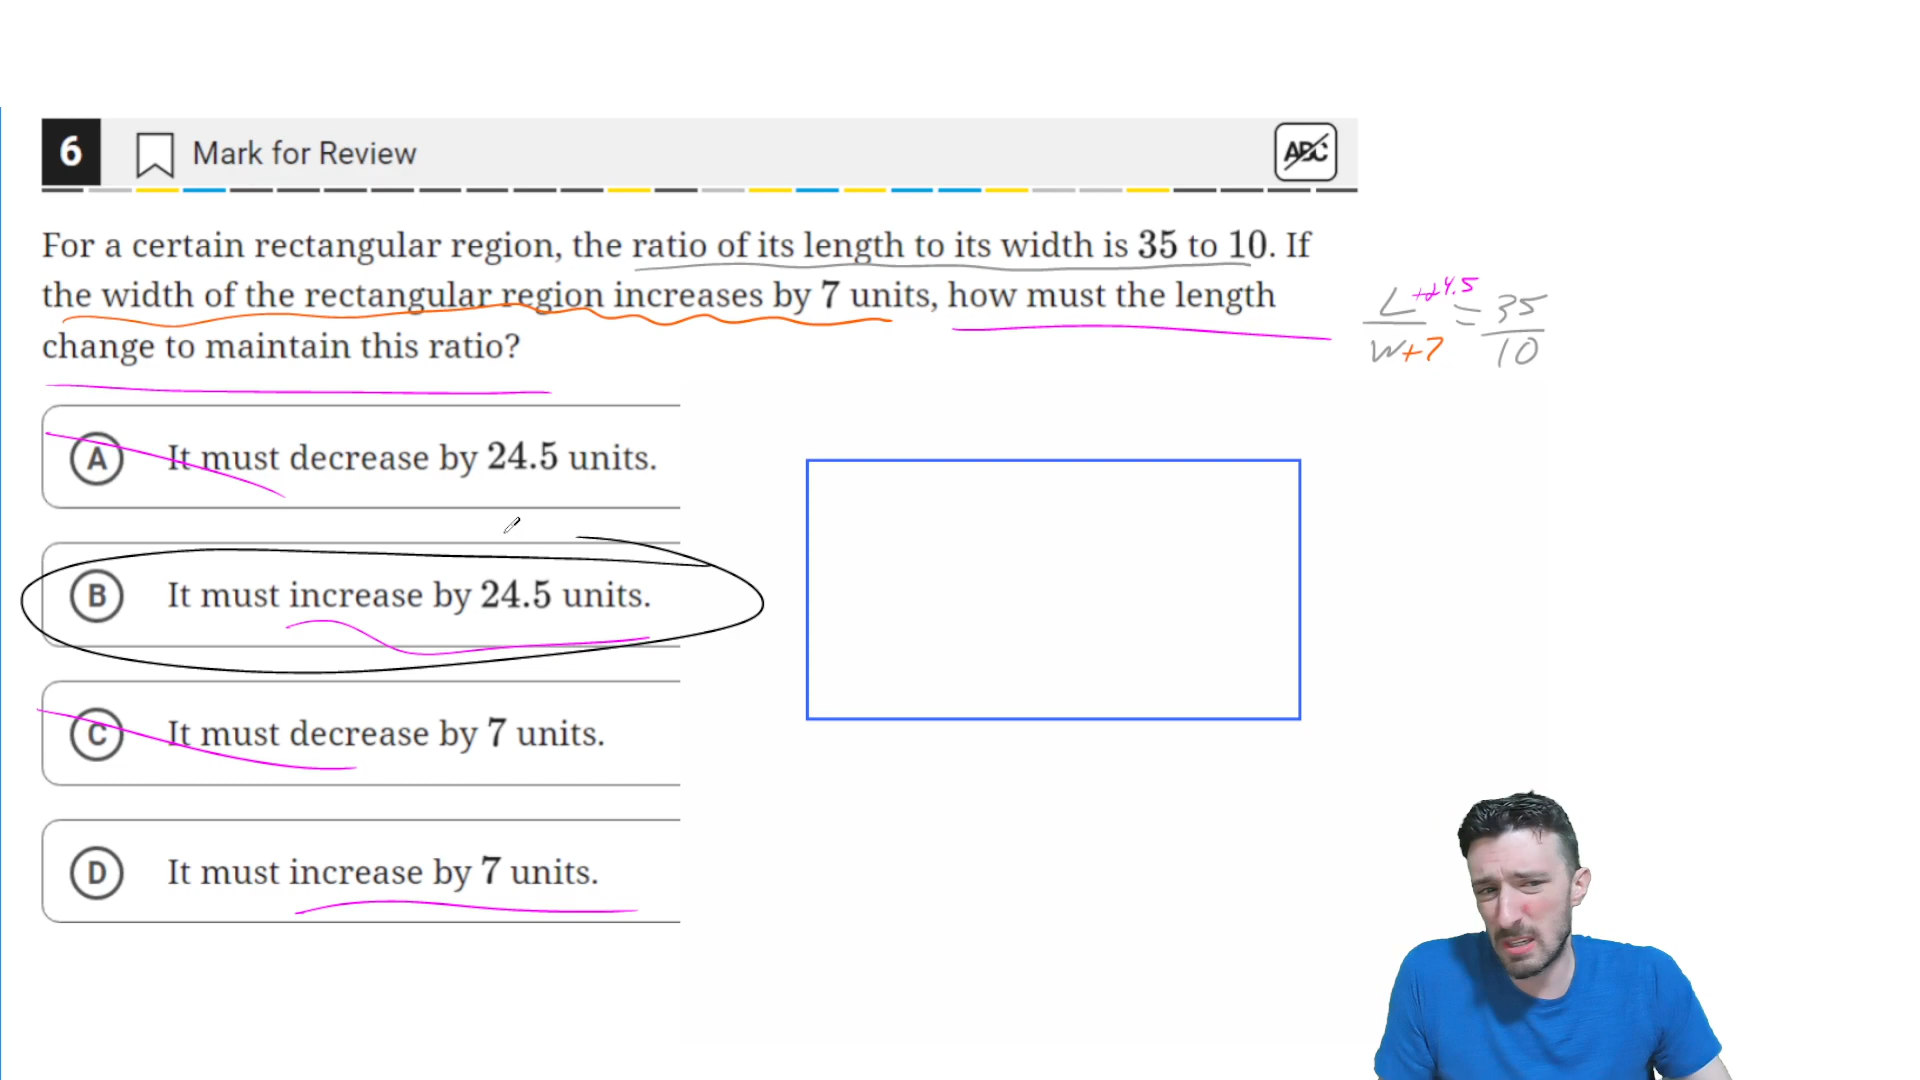 6 Mark for Review ABC
For a certain rectangular region, the ratio of its length to its width is 35 to 10. If
the width of the rectangular region increases by 7 units, how must the length
change to maintain this ratio?
L+24.5 = 35
W+7 10
A It must decrease by 24.5 units.
B It must increase by 24.5 units.
C It must decrease by 7 units.
D It must increase by 7 units.